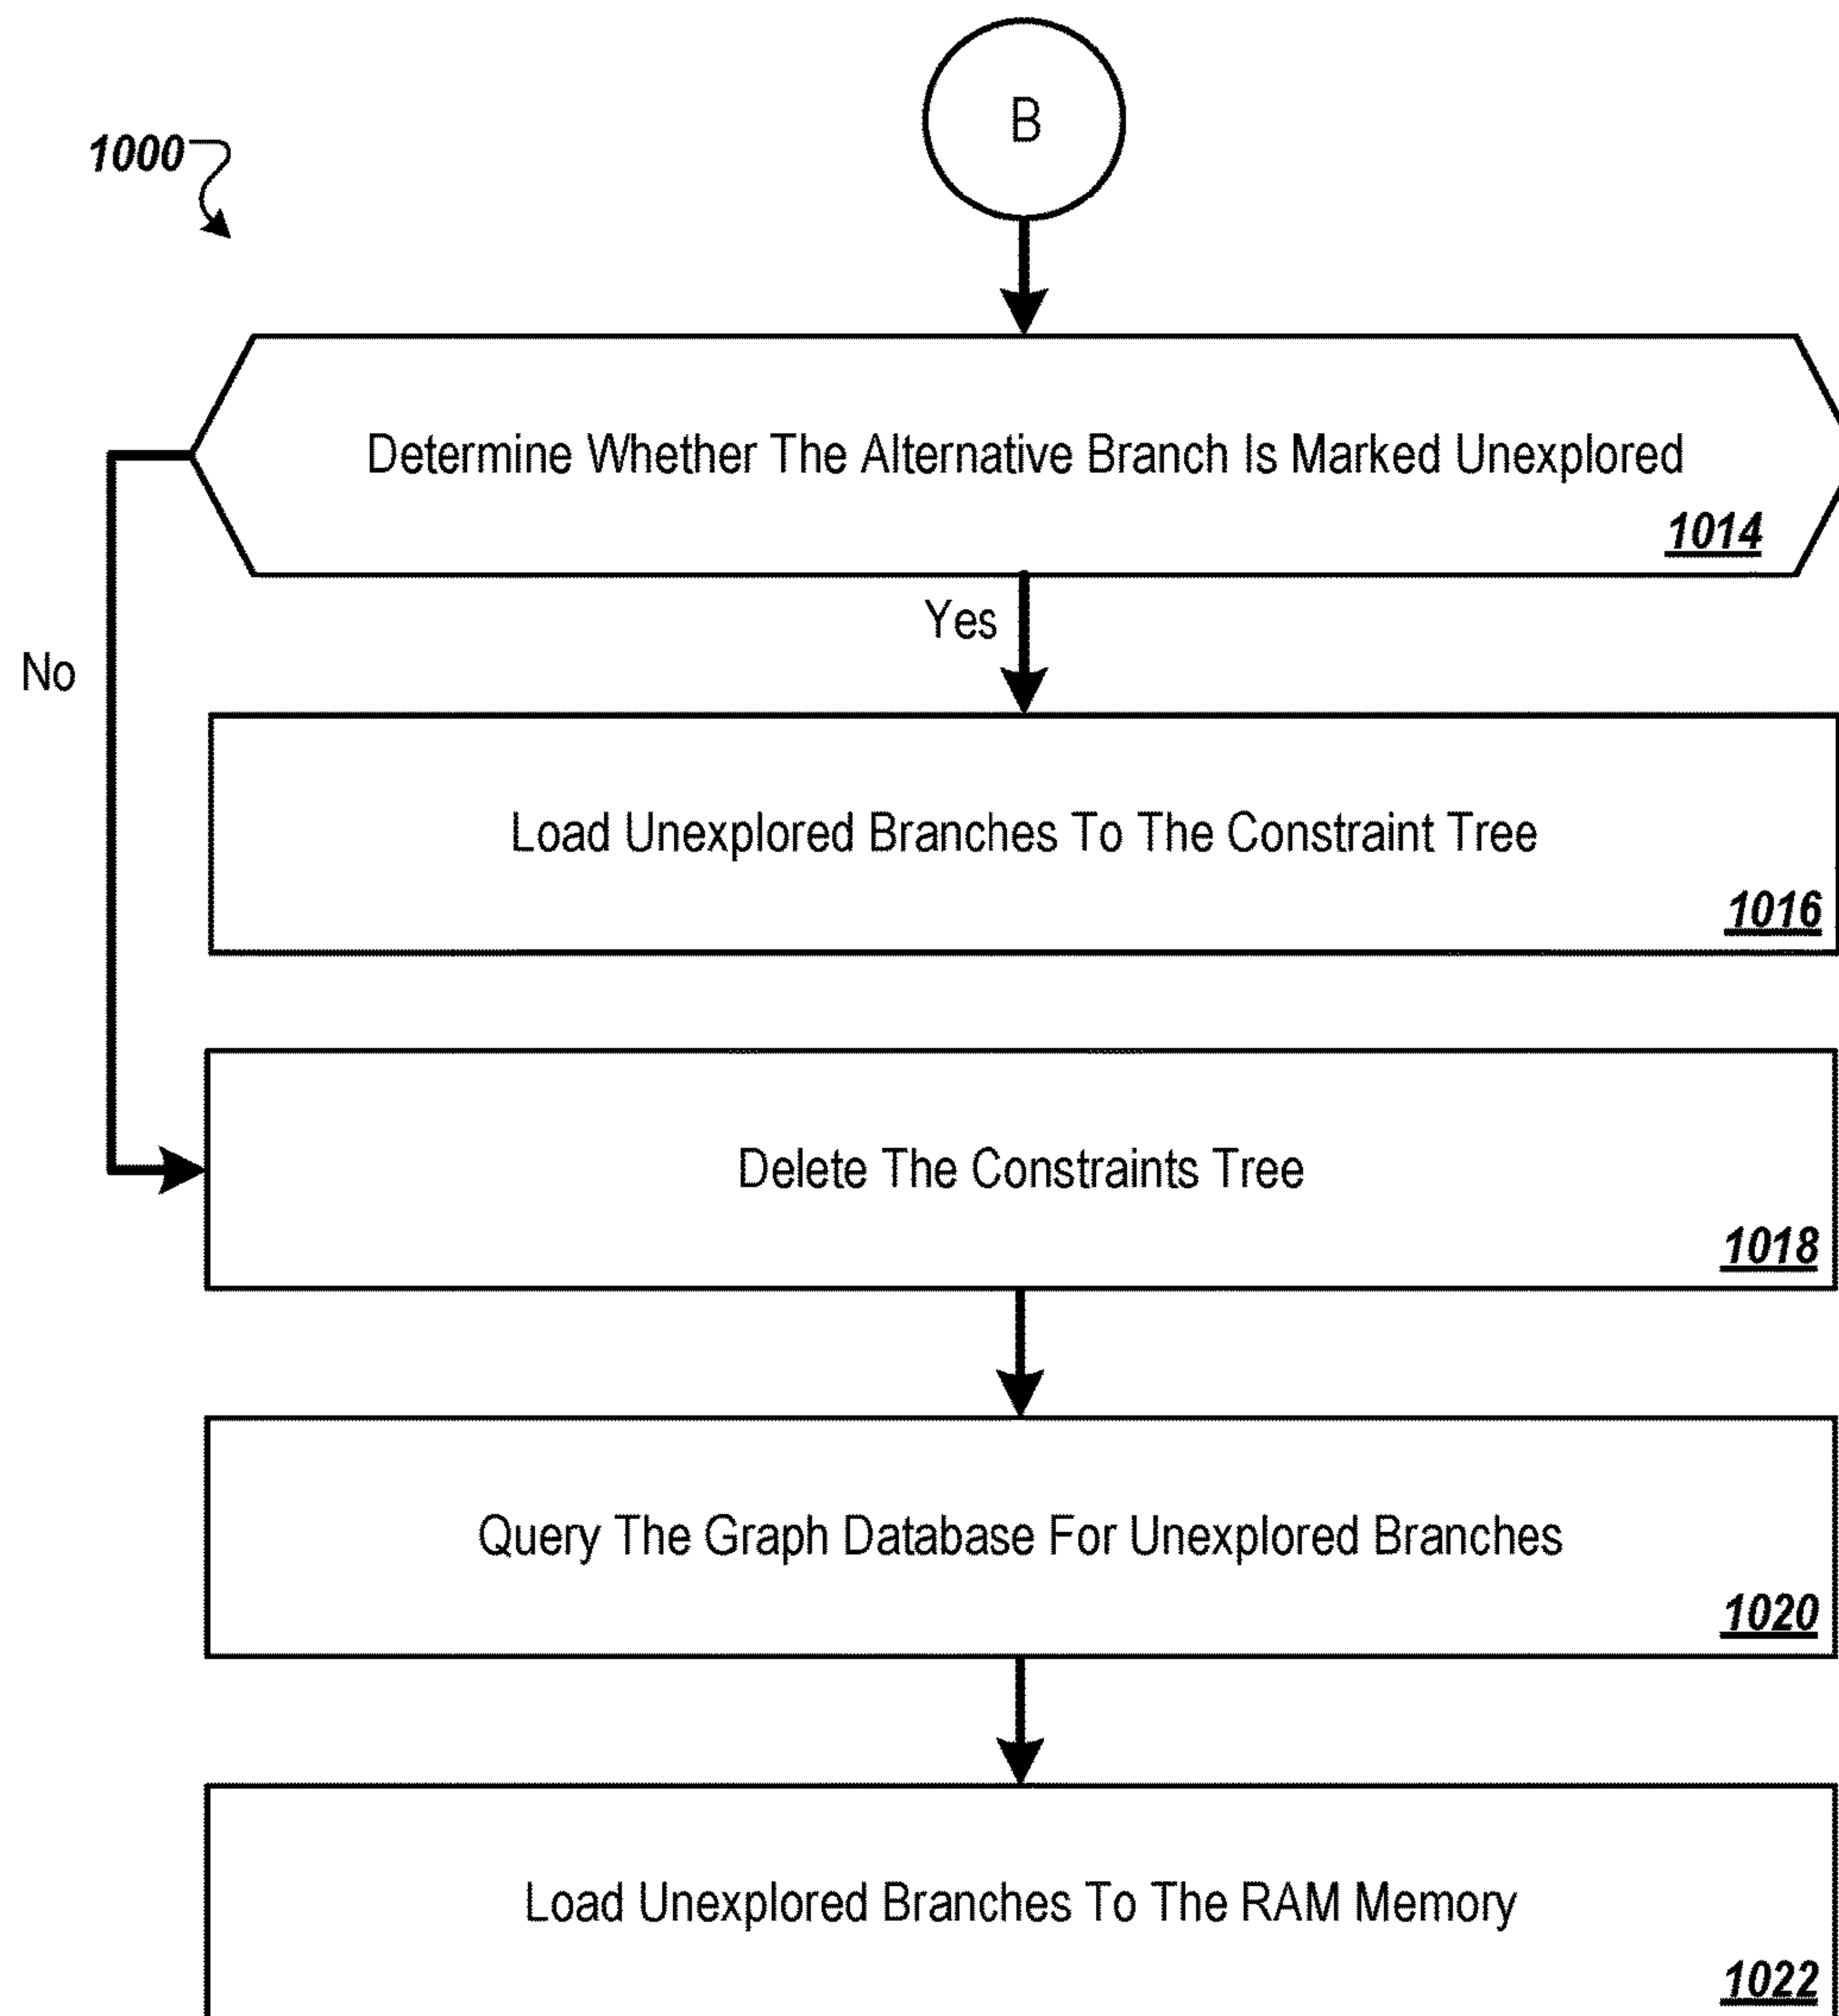 B
1000
Determine Whether The Alternative Branch Is Marked Unexplored
1014
Yes
No
Load Unexplored Branches To The Constraint Tree
1016
Delete The Constraints Tree
1018
Query The Graph Database For Unexplored Branches
1020
Load Unexplored Branches To The RAM Memory
1022